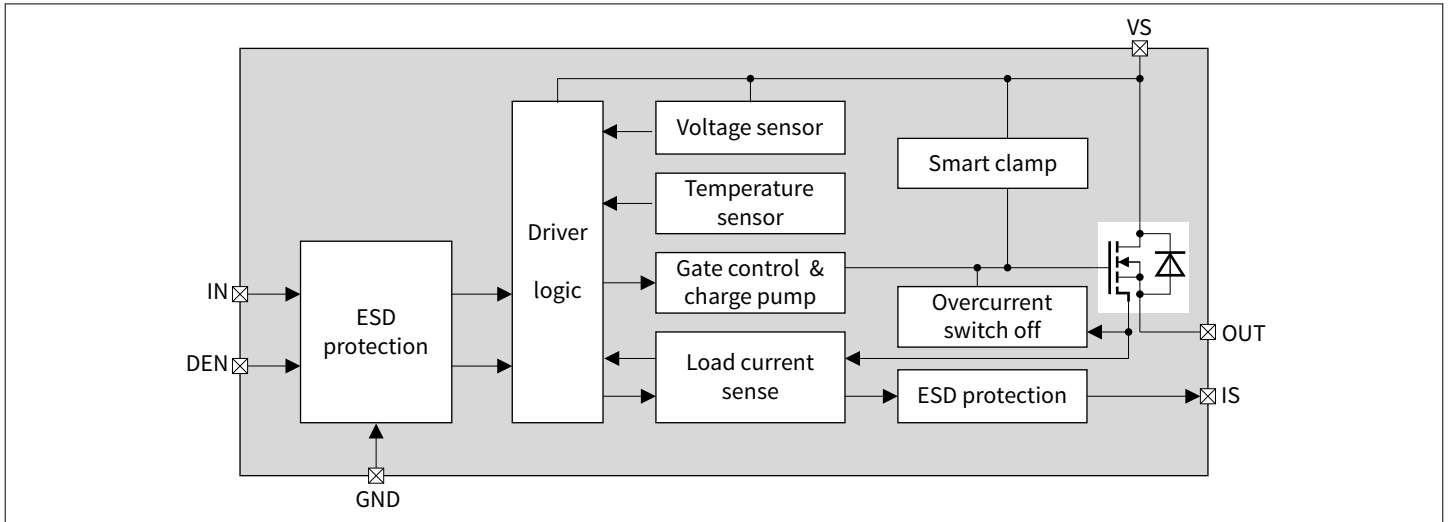 VS
Voltage sensor
Smart clamp
Temperature
sensor
Driver
logic
Gate control &
charge pump
IN
ESD
protection
Overcurrent
switch off
OUT
DEN
Load current
sense
ESD protection
IS
GND